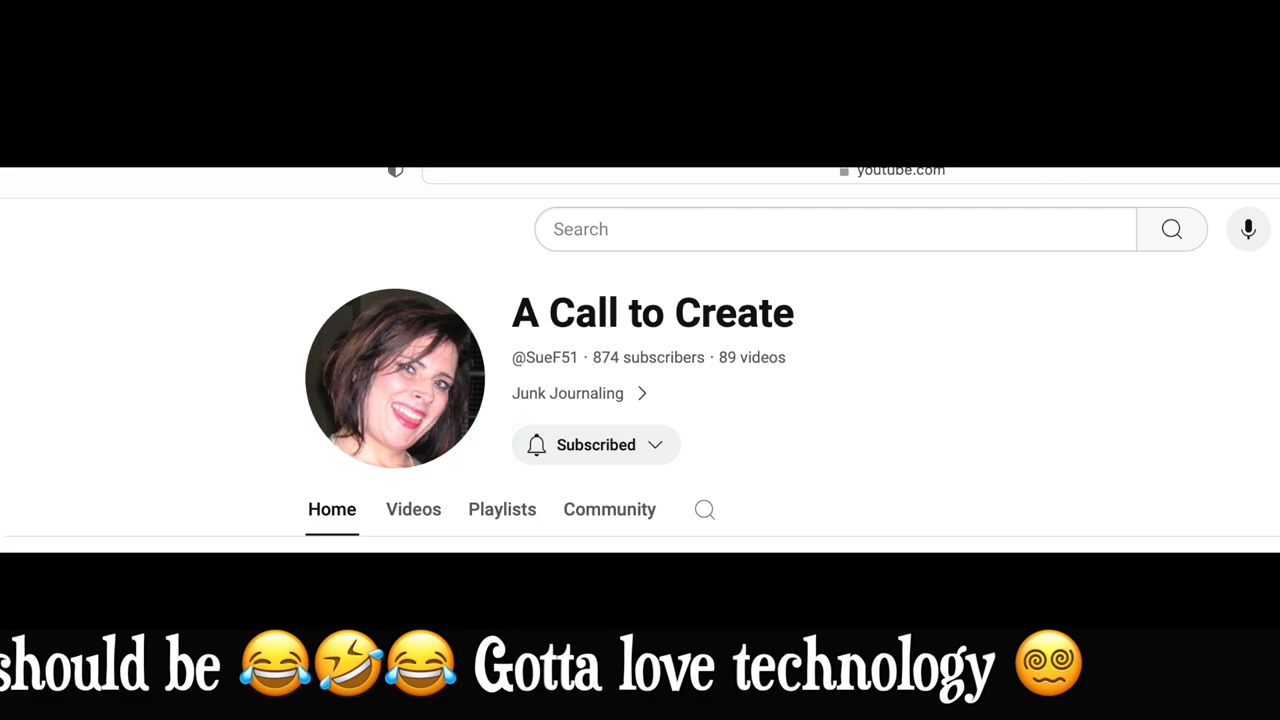 youtube.com
Search
A Call to Create
@SueF51 · 874 subscribers · 89 videos
Junk Journaling
Subscribed
Home Videos Playlists Community
should be 😂🤣😂 Gotta love technology 😵‍💫